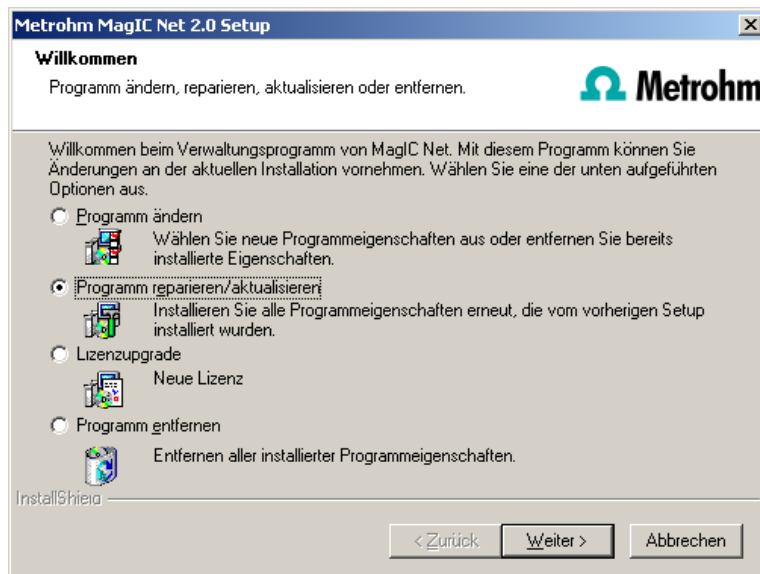 Metrohm MagIC Net 2.0 Setup
Willkommen
Programm ändern, reparieren, aktualisieren oder entfernen.
Metrohm
Willkommen beim Verwaltungsprogramm von MagIC Net. Mit diesem Programm können Sie
Änderungen an der aktuellen Installation vornehmen. Wählen Sie eine der unten aufgeführten
Optionen aus.
Programm ändern
Wählen Sie neue Programmeigenschaften aus oder entfernen Sie bereits
installierte Eigenschaften.
Programm reparieren/aktualisieren
Installieren Sie alle Programmeigenschaften erneut, die vom vorherigen Setup
installiert wurden.
Lizenzupgrade
Neue Lizenz
Programm entfernen
Entfernen aller installierter Programmeigenschaften.
InstallShield
< Zurück
Weiter >
Abbrechen